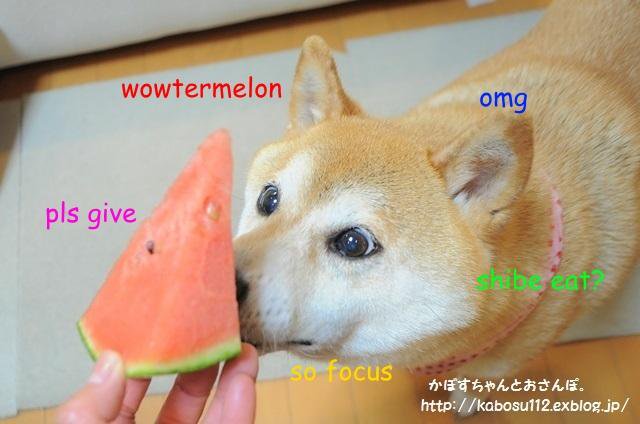 wowtermelon
omg
pls give
shibe eat?
so focus
かぼすちゃんとおさんぽ。
http://kabosu112.exblog.jp/